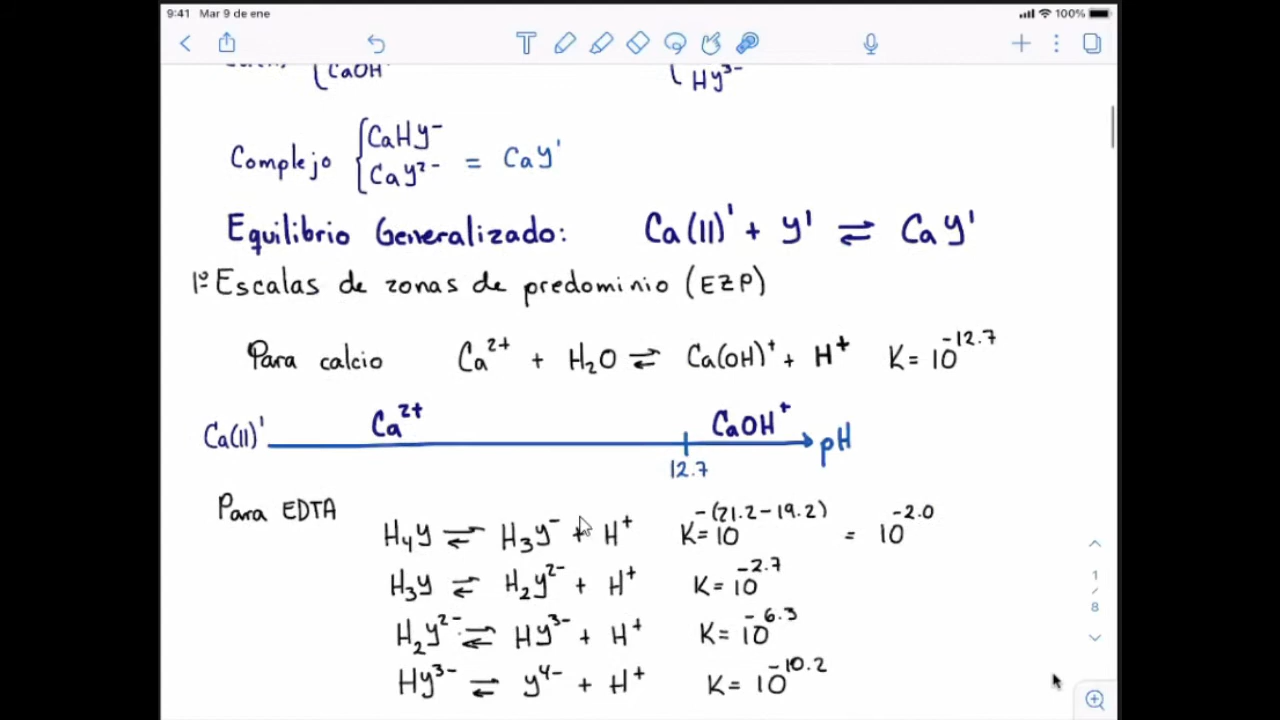 9:41 Mar 9 de ene 100%
{CaOH
Hy³⁻
Complejo {CaHy⁻
CaY²⁻ = CaY'
Equilibrio Generalizado: Ca(II)' + y' ⇌ CaY'
1º Escalas de zonas de predominio (EZP)
Para calcio Ca²⁺ + H₂O ⇌ Ca(OH)⁺ + H⁺ K = 10^-12.7
Ca(II)' Ca²⁺ CaOH⁺ pH
12.7
Para EDTA
H₄y ⇌ H₃y⁻ + H⁺ K = 10^-(21.2-19.2) = 10^-2.0
H₃y ⇌ H₂y²⁻ + H⁺ K = 10^-2.7
H₂y²⁻ ⇌ Hy³⁻ + H⁺ K = 10^-6.3
Hy³⁻ ⇌ y⁴⁻ + H⁺ K = 10^-10.2
1
/
8